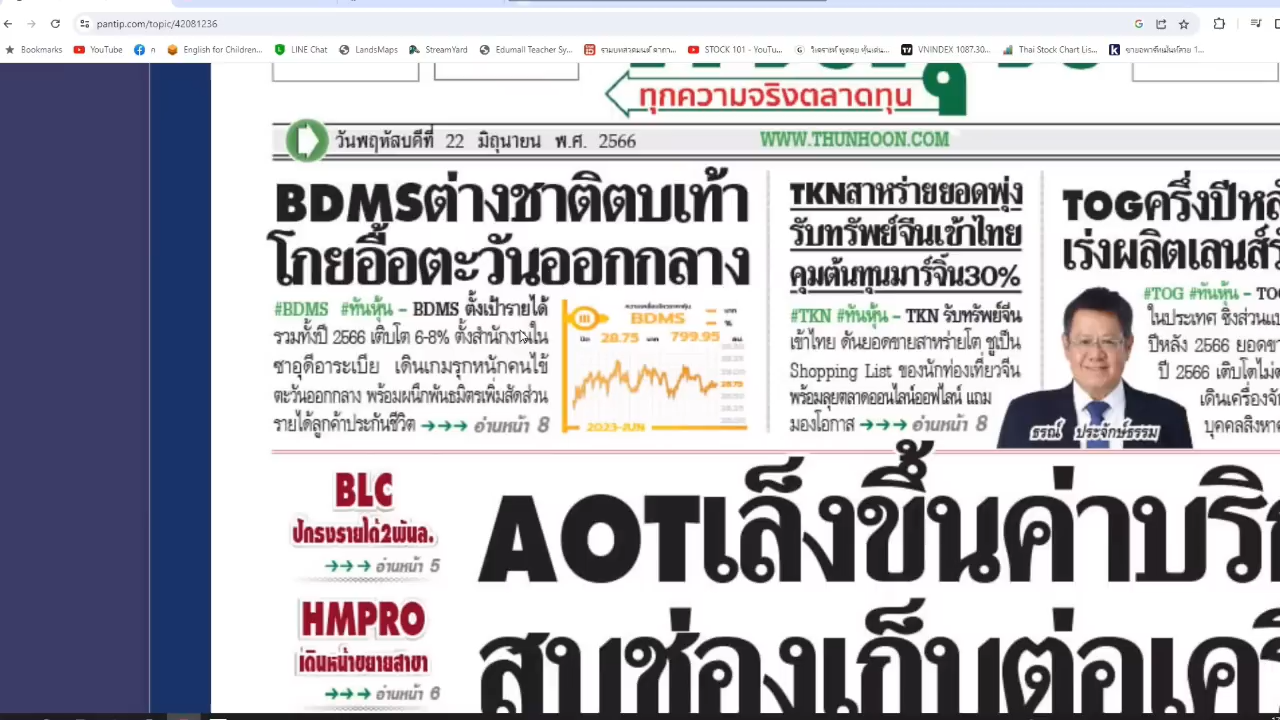 pantip.com/topic/42081236
Bookmarks YouTube n English for Children... LINE Chat LandsMaps StreamYard Edumall Teacher Sy... STOCK 101 - YouTu... VNINDEX 1087.30... Thai Stock Chart Lis...
ทุกความจริงตลาดทุน
วันพฤหัสบดีที่ 22 มิถุนายน พ.ศ. 2566
WWW.THUNHOON.COM
BDMSต่างชาติตบเท้า
โกยอื้อตะวันออกกลาง
#BDMS #ทันหุ้น - BDMS ตั้งเป้ารายได้
รวมทั้งปี 2566 เติบโต 6-8% ตั้งสำนักงานใน
ซาอุดีอาระเบีย เดินเกมรุกหนักคนไข้
ตะวันออกกลาง พร้อมผนึกพันธมิตรเพิ่มสัดส่วน
รายได้ลูกค้าประกันชีวิต →→→ อ่านหน้า 8
BDMS
28.75 บาท 799.95
28.75
2023-JUN
TKNสาหร่ายยอดพุ่ง
รับทรัพย์จีนเข้าไทย
คุมต้นทุนมาร์จิ้น30%
#TKN #ทันหุ้น - TKN รับทรัพย์จีน
เข้าไทย ดันยอดขายสาหร่ายโต ชูเป็น
Shopping List ของนักท่องเที่ยวจีน
พร้อมลุยตลาดออนไลน์ออฟไลน์ แถม
มองโอกาส →→→ อ่านหน้า 8
TOGครึ่งปีหลั
เร่งผลิตเลนส์
#TOG #ทันหุ้น - TO
ในประเทศ ซึ่งส่วน
ปีหลัง 2566 ยอดขา
ปี 2566 เติบโตไม่
เดินเครื่องจัก
บุคคลสิงหา
ธรณ์ ประจักษ์ธรรม
BLC
ปักธงรายได้2พันล.
→→→ อ่านหน้า 5
HMPRO
เดินหน้าขยายสาขา
→→→ อ่านหน้า 6
AOTเล็งขึ้นค่าบริ
สบช่องเก็บต่อเครื่